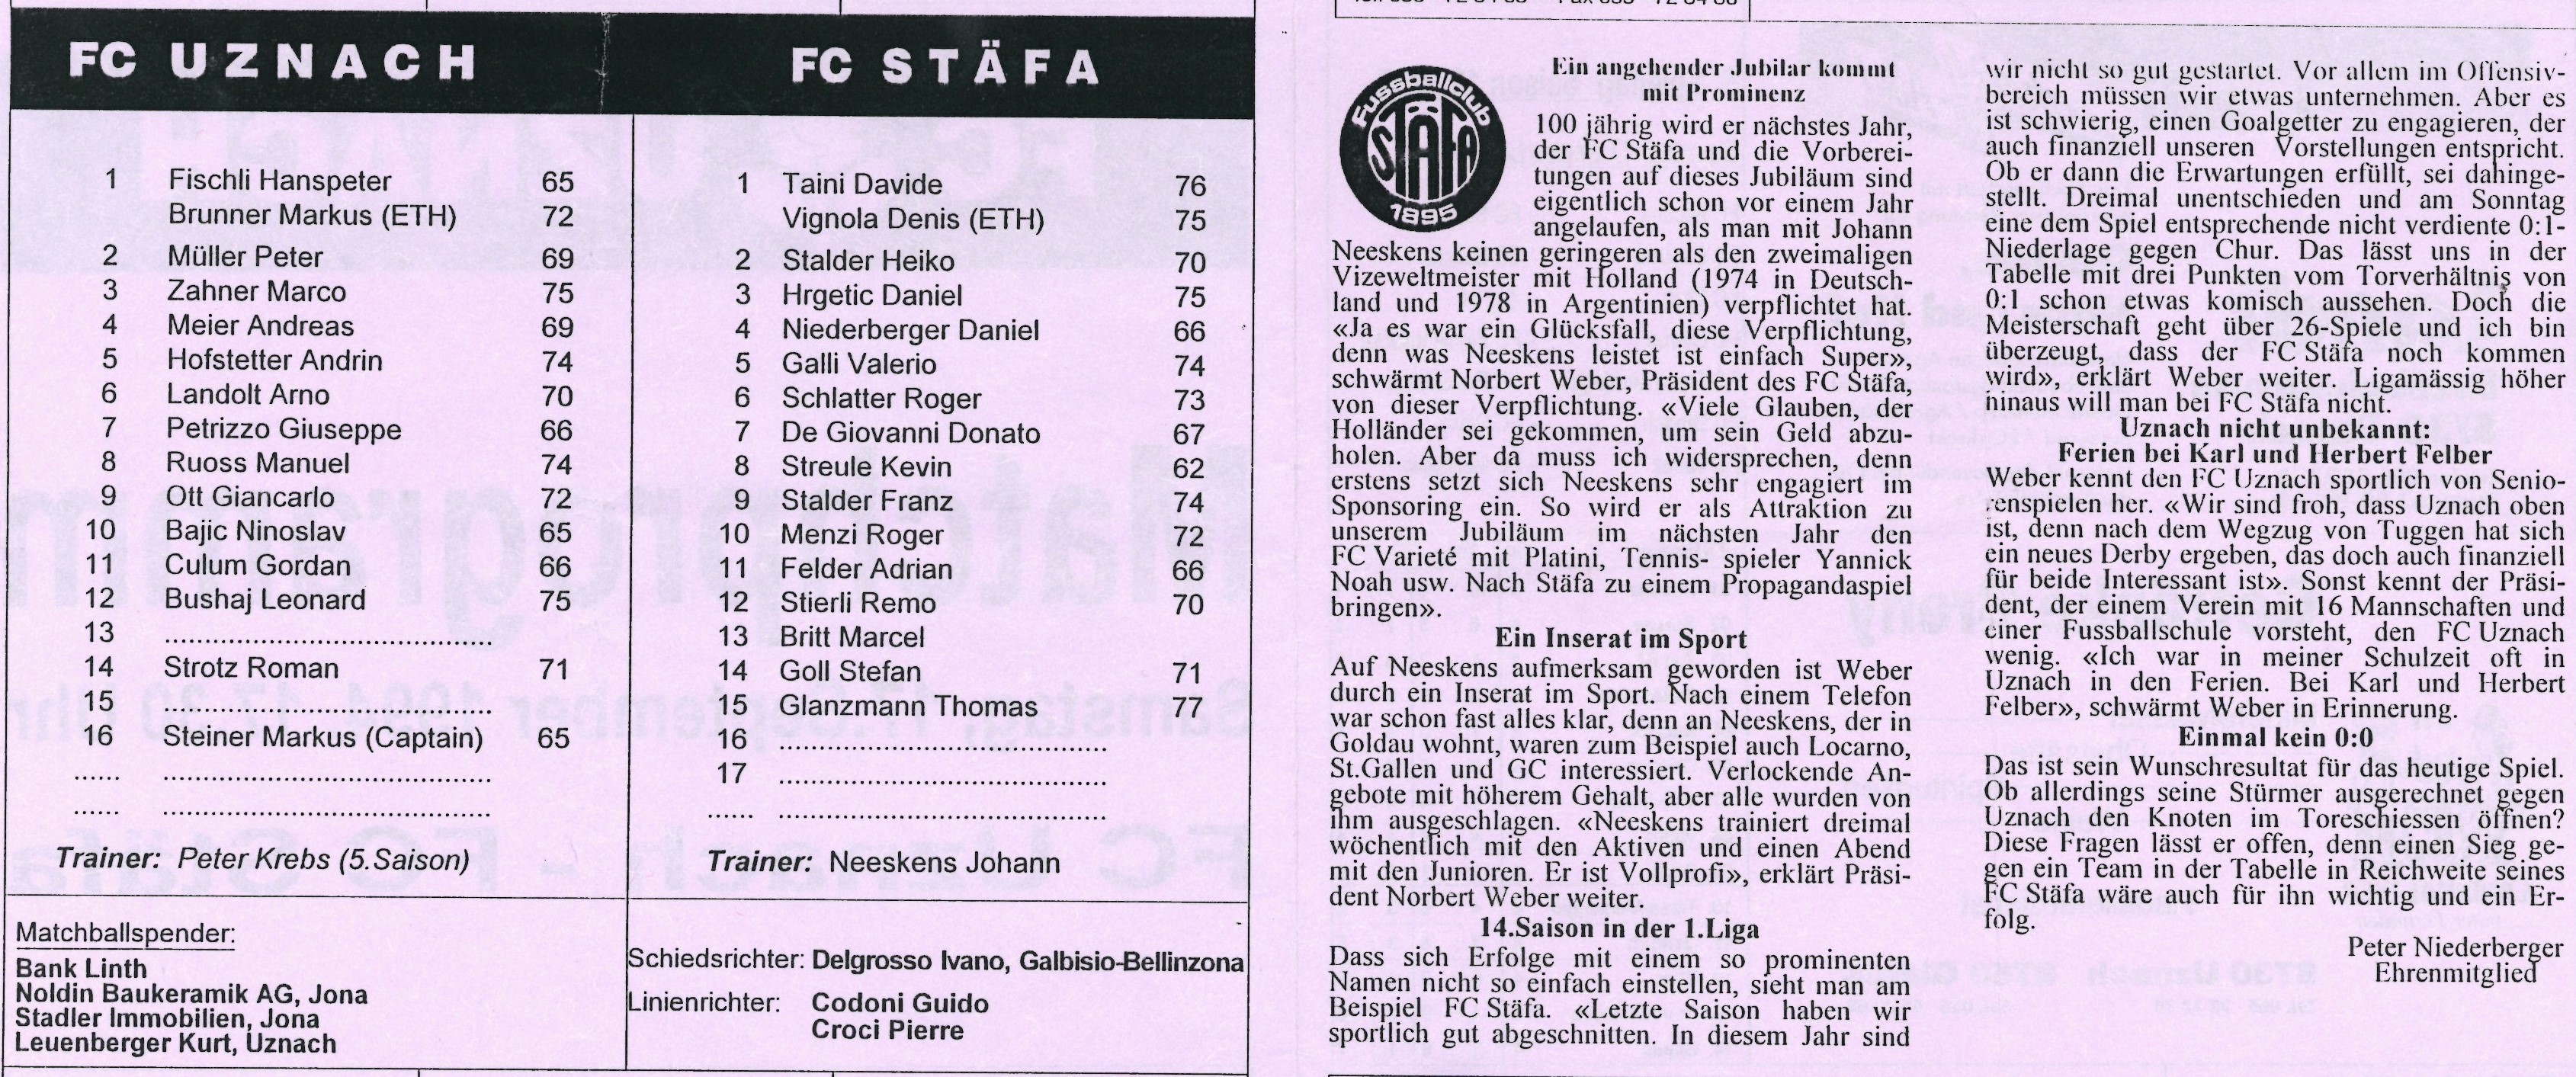 FC UZNACH
1 Fischli Hanspeter 65
Brunner Markus (ETH) 72
2 Müller Peter 69
3 Zahner Marco 75
4 Meier Andreas 69
5 Hofstetter Andrin 74
6 Landolt Arno 70
7 Petrizzo Giuseppe 66
8 Ruoss Manuel 74
9 Ott Giancarlo 72
10 Bajic Ninoslav 65
11 Culum Gordan 66
12 Bushaj Leonard 75
13 ..........................................
14 Strotz Roman 71
15 ..........................................
16 Steiner Markus (Captain) 65
...... ..........................................
...... ..........................................
Trainer: Peter Krebs (5.Saison)
Matchballspender:
Bank Linth
Noldin Baukeramik AG, Jona
Stadler Immobilien, Jona
Leuenberger Kurt, Uznach
FC STÄFA
1 Taini Davide 76
Vignola Denis (ETH) 75
2 Stalder Heiko 70
3 Hrgetic Daniel 75
4 Niederberger Daniel 66
5 Galli Valerio 74
6 Schlatter Roger 73
7 De Giovanni Donato 67
8 Streule Kevin 62
9 Stalder Franz 74
10 Menzi Roger 72
11 Felder Adrian 66
12 Stierli Remo 70
13 Britt Marcel
14 Goll Stefan 71
15 Glanzmann Thomas 77
16 ..........................................
17 ..........................................
...... ..........................................
Trainer: Neeskens Johann
Schiedsrichter: Delgrosso Ivano, Galbisio-Bellinzona
Linienrichter: Codoni Guido
Croci Pierre
Fussballclub
STÄFA
1895
Ein angehender Jubilar kommt
mit Prominenz
100 jährig wird er nächstes Jahr,
der FC Stäfa und die Vorberei-
tungen auf dieses Jubiläum sind
eigentlich schon vor einem Jahr
angelaufen, als man mit Johann
Neeskens keinen geringeren als den zweimaligen
Vizeweltmeister mit Holland (1974 in Deutsch-
land und 1978 in Argentinien) verpflichtet hat.
«Ja es war ein Glücksfall, diese Verpflichtung,
denn was Neeskens leistet ist einfach Super»,
schwärmt Norbert Weber, Präsident des FC Stäfa,
von dieser Verpflichtung. «Viele Glauben, der
Holländer sei gekommen, um sein Geld abzu-
holen. Aber da muss ich widersprechen, denn
erstens setzt sich Neeskens sehr engagiert im
Sponsoring ein. So wird er als Attraktion zu
unserem Jubiläum im nächsten Jahr den
FC Varieté mit Platini, Tennis- spieler Yannick
Noah usw. Nach Stäfa zu einem Propagandaspiel
bringen».
Ein Inserat im Sport
Auf Neeskens aufmerksam geworden ist Weber
durch ein Inserat im Sport. Nach einem Telefon
war schon fast alles klar, denn an Neeskens, der in
Goldau wohnt, waren zum Beispiel auch Locarno,
St.Gallen und GC interessiert. Verlockende An-
gebote mit höherem Gehalt, aber alle wurden von
ihm ausgeschlagen. «Neeskens trainiert dreimal
wöchentlich mit den Aktiven und einen Abend
mit den Junioren. Er ist Vollprofi», erklärt Präsi-
dent Norbert Weber weiter.
14.Saison in der 1.Liga
Dass sich Erfolge mit einem so prominenten
Namen nicht so einfach einstellen, sieht man am
Beispiel FC Stäfa. «Letzte Saison haben wir
sportlich gut abgeschnitten. In diesem Jahr sind
wir nicht so gut gestartet. Vor allem im Offensiv-
bereich müssen wir etwas unternehmen. Aber es
ist schwierig, einen Goalgetter zu engagieren, der
auch finanziell unseren Vorstellungen entspricht.
Ob er dann die Erwartungen erfüllt, sei dahinge-
stellt. Dreimal unentschieden und am Sonntag
eine dem Spiel entsprechende nicht verdiente 0:1-
Niederlage gegen Chur. Das lässt uns in der
Tabelle mit drei Punkten vom Torverhältnis von
0:1 schon etwas komisch aussehen. Doch die
Meisterschaft geht über 26-Spiele und ich bin
überzeugt, dass der FC Stäfa noch kommen
wird», erklärt Weber weiter. Ligamässig höher
hinaus will man bei FC Stäfa nicht.
Uznach nicht unbekannt:
Ferien bei Karl und Herbert Felber
Weber kennt den FC Uznach sportlich von Senio-
renspielen her. «Wir sind froh, dass Uznach oben
ist, denn nach dem Wegzug von Tuggen hat sich
ein neues Derby ergeben, das doch auch finanziell
für beide Interessant ist». Sonst kennt der Präsi-
dent, der einem Verein mit 16 Mannschaften und
einer Fussballschule vorsteht, den FC Uznach
wenig. «Ich war in meiner Schulzeit oft in
Uznach in den Ferien. Bei Karl und Herbert
Felber», schwärmt Weber in Erinnerung.
Einmal kein 0:0
Das ist sein Wunschresultat für das heutige Spiel.
Ob allerdings seine Stürmer ausgerechnet gegen
Uznach den Knoten im Toreschiessen öffnen?
Diese Fragen lässt er offen, denn einen Sieg ge-
gen ein Team in der Tabelle in Reichweite seines
FC Stäfa wäre auch für ihn wichtig und ein Er-
folg.
Peter Niederberger
Ehrenmitglied